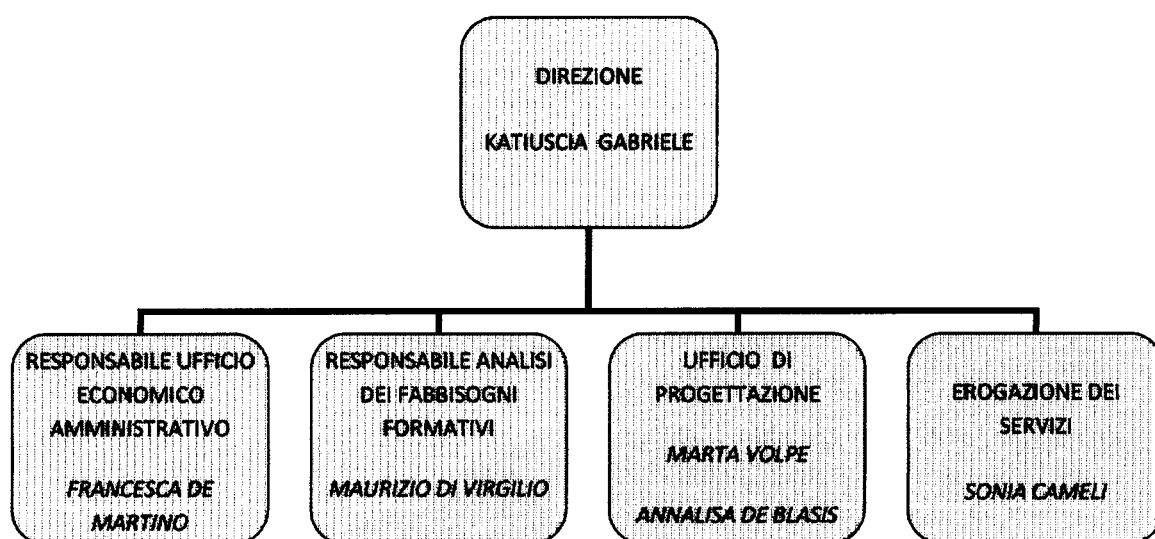 DIREZIONE
KATIUSCIA GABRIELE
RESPONSABILE UFFICIO
ECONOMICO
AMMINISTRATIVO
FRANCESCA DE
MARTINO
RESPONSABILE ANALISI
DEI FABBISOGNI
FORMATIVI
MAURIZIO DI VIRGILIO
UFFICIO DI
PROGETTAZIONE
MARTA VOLPE
ANNALISA DE BLASIS
EROGAZIONE DEI
SERVIZI
SONIA CAMELI